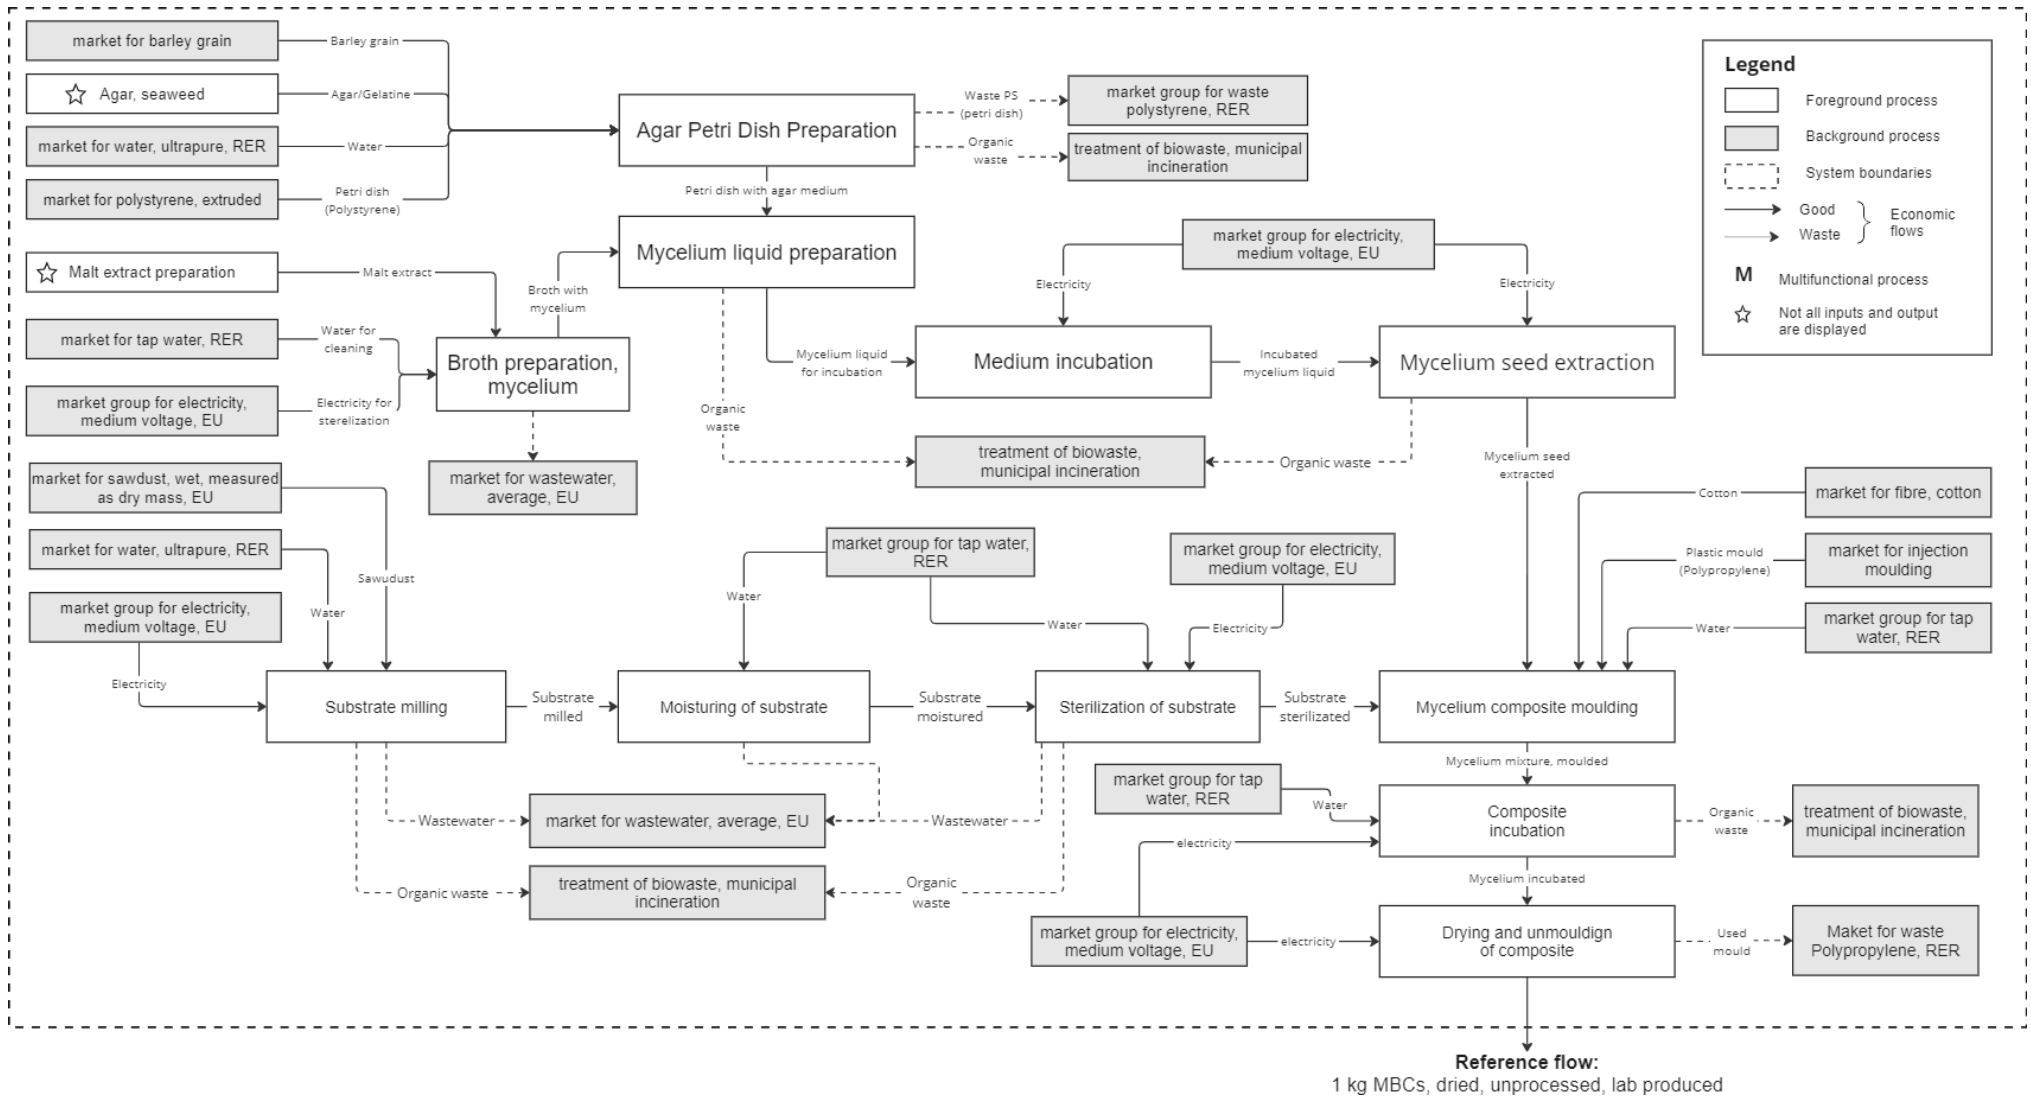 market for barley grain
Barley grain
Agar, seaweed
Agar/Gelatine
market for water, ultrapure, RER
Water
market for polystyrene, extruded
Petri dish
(Polystyrene)
Agar Petri Dish Preparation
Waste PS
(petri dish)
market group for waste
polystyrene, RER
Organic
waste
treatment of biowaste, municipal
incineration
Petri dish with agar medium
Legend
Foreground process
Background process
System boundaries
Good
Waste
Economic
flows
M
Multifunctional process
Not all inputs and output
are displayed
Malt extract preparation
Malt extract
Broth with
mycelium
Mycelium liquid preparation
market group for electricity,
medium voltage, EU
Electricity
Electricity
market for tap water, RER
Water for
cleaning
market group for electricity,
medium voltage, EU
Electricity for
sterelization
Broth preparation,
mycelium
Mycelium liquid
for incubation
Medium incubation
Incubated
mycelium liquid
Mycelium seed extraction
Organic
waste
market for wastewater,
average, EU
treatment of biowaste,
municipal incineration
Organic waste
Mycelium seed
extracted
market for sawdust, wet, measured
as dry mass, EU
market for water, ultrapure, RER
market group for electricity,
medium voltage, EU
Sawudust
Water
Electricity
market group for tap water,
RER
Water
Water
market group for electricity,
medium voltage, EU
Electricity
Cotton
market for fibre, cotton
Plastic mould
(Polypropylene)
market for injection
moulding
Water
market group for tap
water, RER
Substrate milling
Substrate
milled
Moisturing of substrate
Substrate
moistured
Sterilization of substrate
Substrate
sterilizated
Mycelium composite moulding
Mycelium mixture, moulded
Wastewater
market for wastewater, average, EU
Wastewater
Organic waste
treatment of biowaste, municipal
incineration
Organic
waste
market group for tap
water, RER
Water
electricity
Composite
incubation
Organic
waste
treatment of biowaste,
municipal incineration
Mycelium incubated
market group for electricity,
medium voltage, EU
electricity
Drying and unmouldign
of composite
Used
mould
Maket for waste
Polypropylene, RER
Reference flow:
1 kg MBCs, dried, unprocessed, lab produced